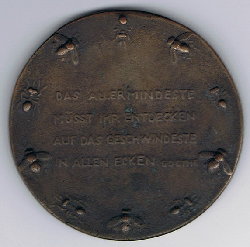 DAS ALLERMINDESTE
MÜSST IHR ENTDECKEN
AUF DAS GESCHWINDESTE
IN ALLEN ECKEN GOETHE